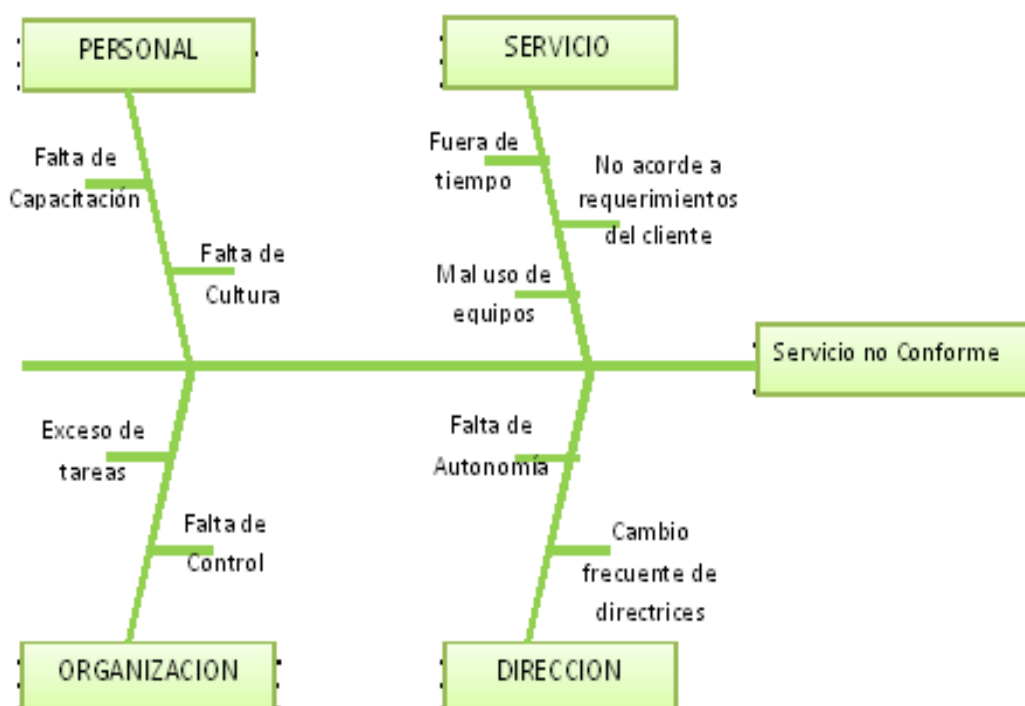 PERSONAL
SERVICIO
Falta de
Capacitación
Falta de
Cultura
Fuera de
tiempo
No acorde a
requerimientos
del cliente
Mal uso de
equipos
Servicio no Conforme
Exceso de
tareas
Falta de
Control
Falta de
Autonomía
Cambio
frecuente de
directrices
ORGANIZACION
DIRECCION